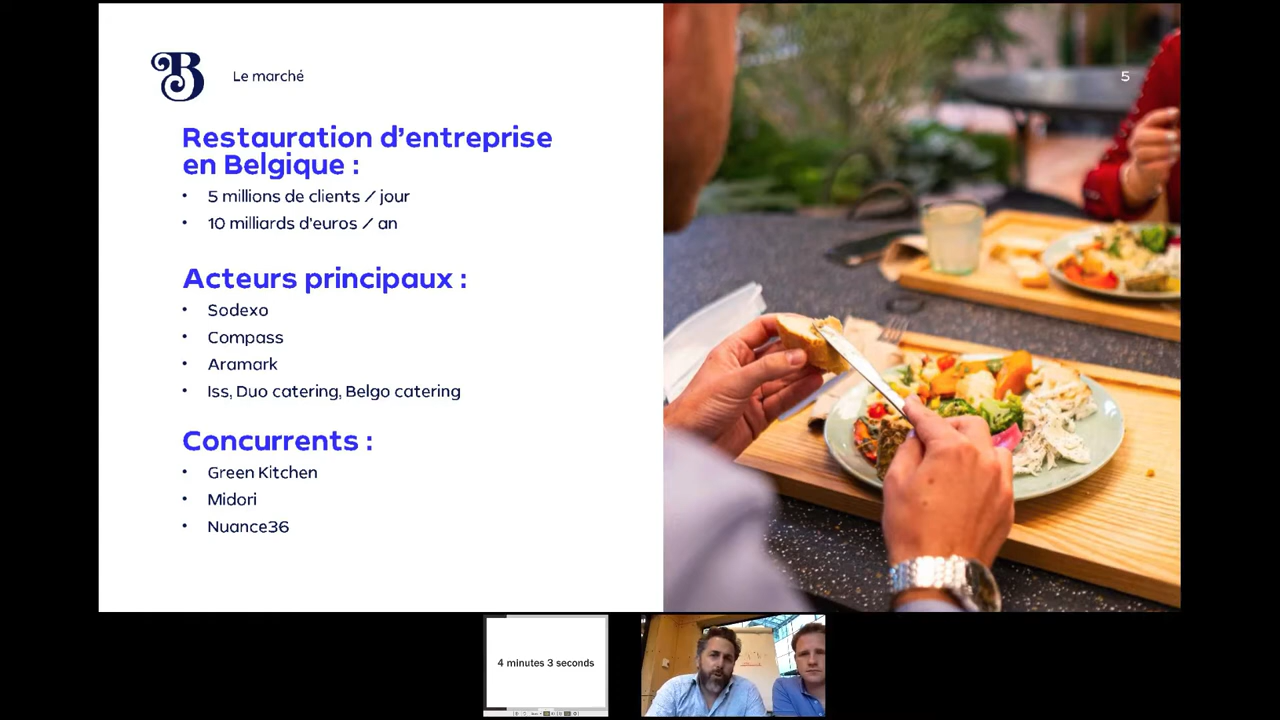 B
Le marché
5
Restauration d'entreprise
en Belgique :
• 5 millions de clients / jour
• 10 milliards d'euros / an
Acteurs principaux :
• Sodexo
• Compass
• Aramark
• Iss, Duo catering, Belgo catering
Concurrents :
• Green Kitchen
• Midori
• Nuance36
4 minutes 3 seconds